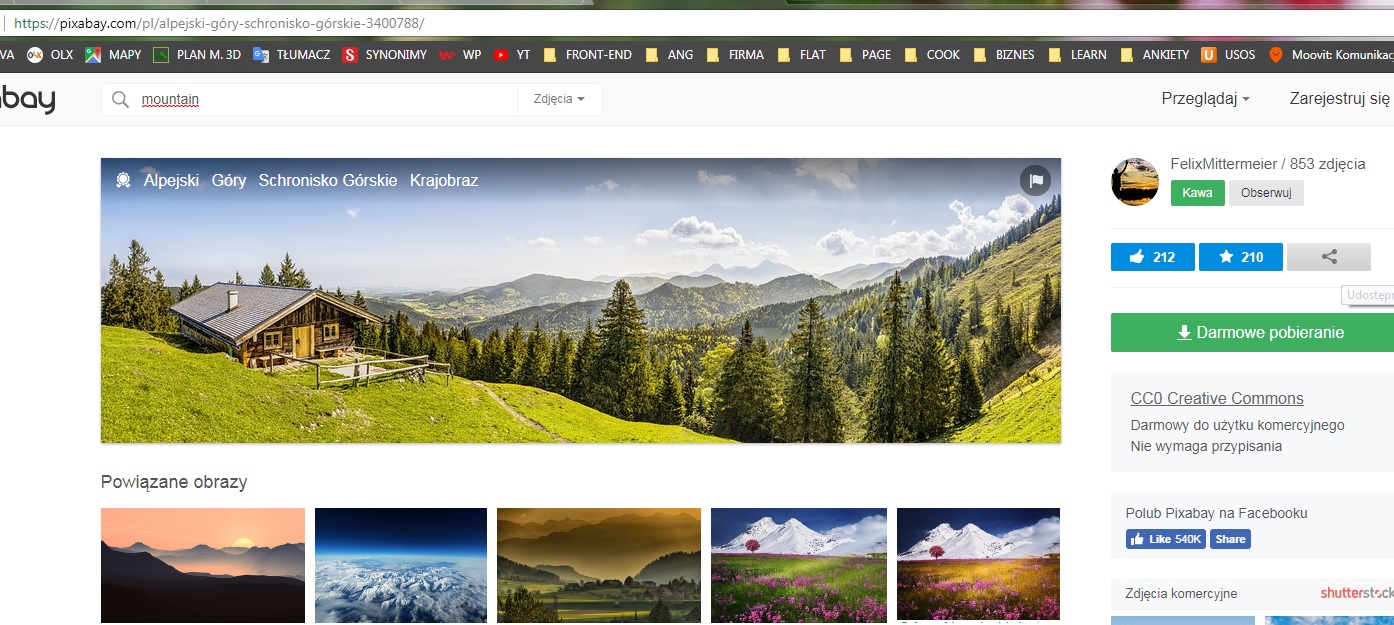 https://pixabay.com/pl/alpejski-góry-schronisko-górskie-3400788/
VA OLX MAPY PLAN M. 3D TŁUMACZ SYNONIMY WP YT FRONT-END ANG FIRMA FLAT PAGE COOK BIZNES LEARN ANKIETY USOS Moovit: Komunikac
abay mountain Zdjęcia Przeglądaj Zarejestruj się
Alpejski Góry Schronisko Górskie Krajobraz
FelixMittermeier / 853 zdjęcia
Kawa Obserwuj
212 210
Udostępn
Darmowe pobieranie
CC0 Creative Commons
Darmowy do użytku komercyjnego
Nie wymaga przypisania
Powiązane obrazy
Polub Pixabay na Facebooku
Like 540K Share
Zdjęcia komercyjne shutterstock